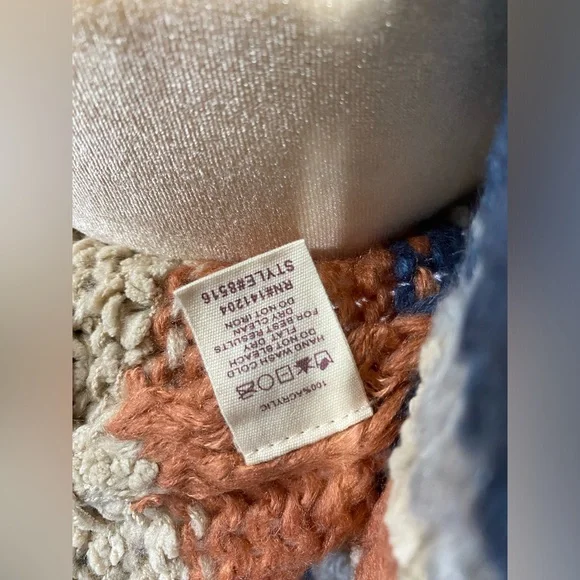 100%ACRYLIC
HAND WASH COLD
DO NOT BLEACH
FLAT DRY
FOR BEST RESULTS
DRY CLEAN
DO NOT IRON
RN#141204
STYLE#8516